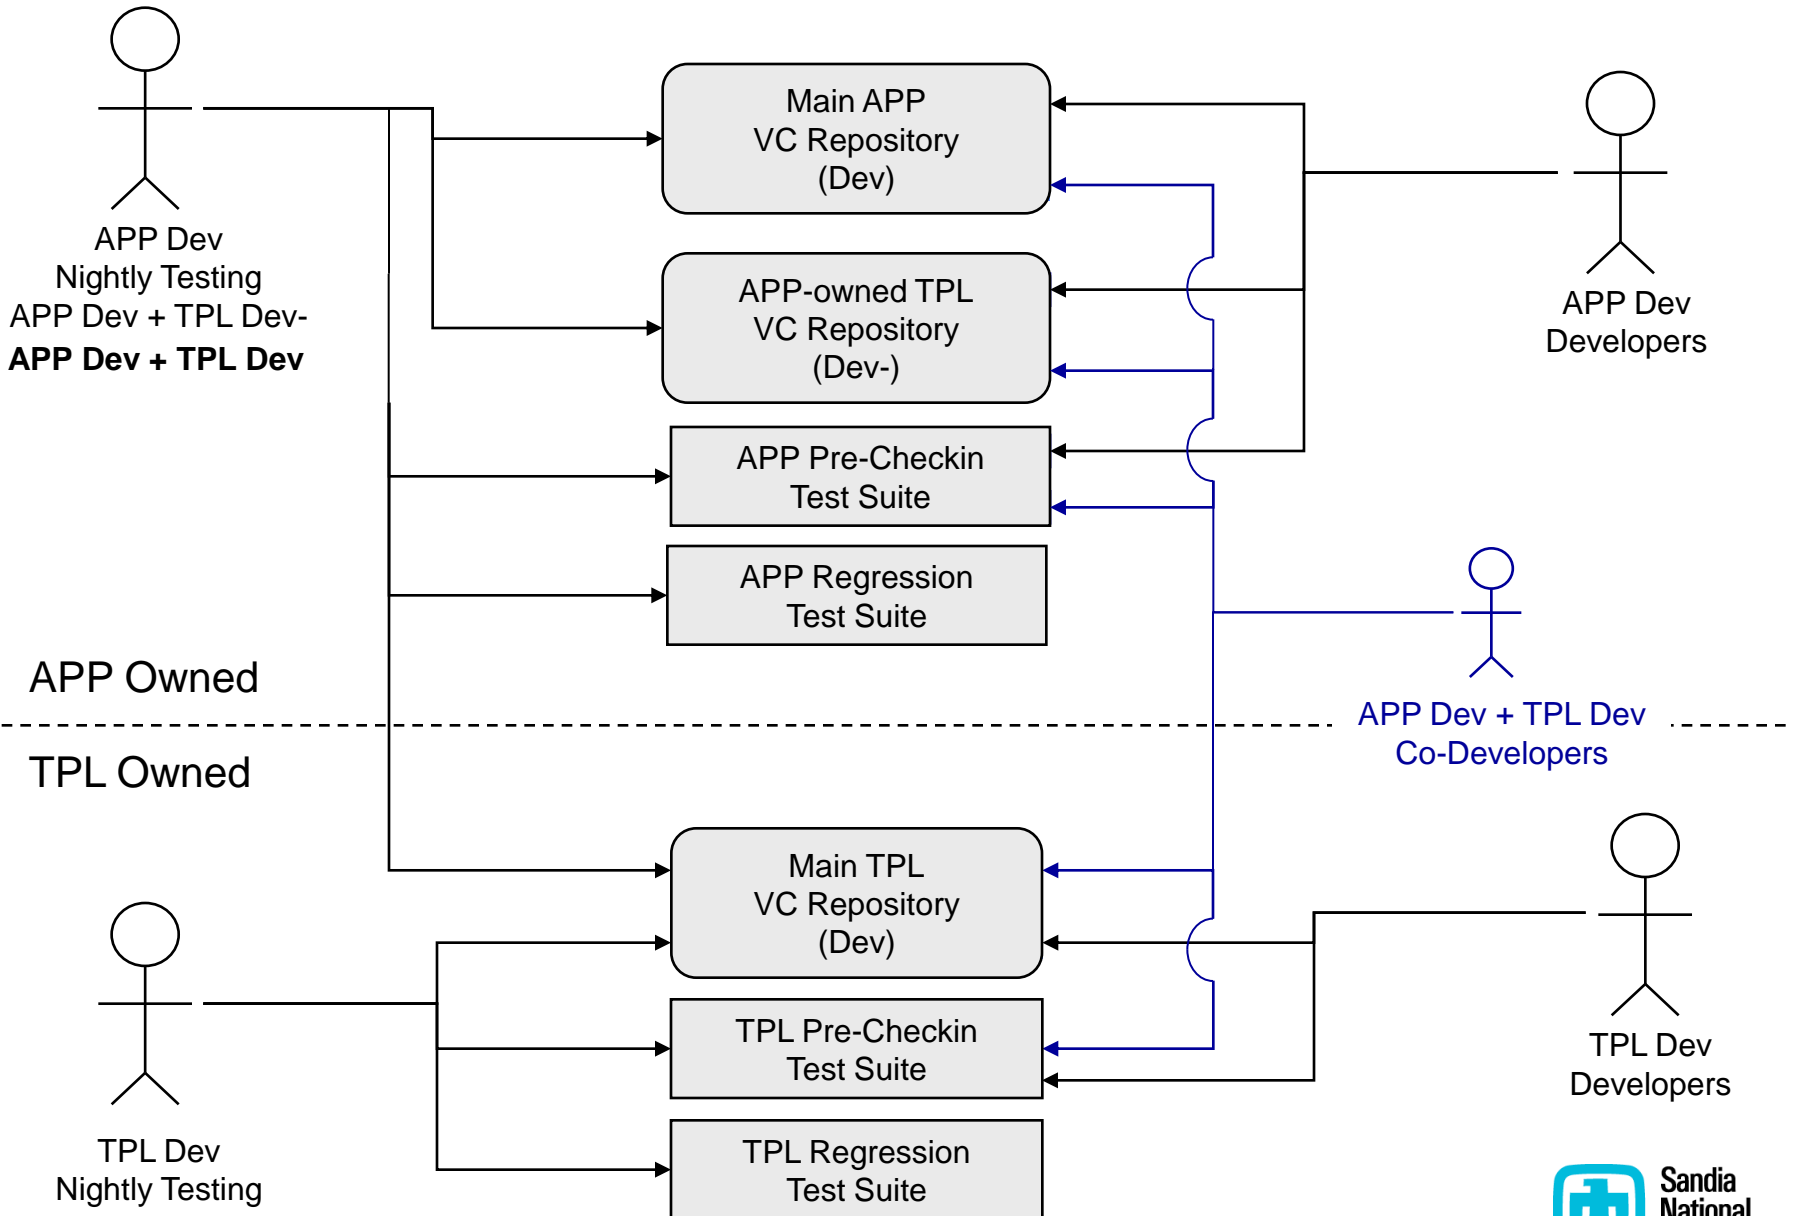 Main APP
VC Repository
(Dev)
APP Dev
Nightly Testing
APP Dev + TPL Dev-
APP Dev + TPL Dev
APP-owned TPL
VC Repository
(Dev-)
APP Dev
Developers
APP Pre-Checkin
Test Suite
APP Regression
Test Suite
APP Owned
APP Dev + TPL Dev
Co-Developers
TPL Owned
Main TPL
VC Repository
(Dev)
TPL Pre-Checkin
Test Suite
TPL Dev
Developers
TPL Dev
Nightly Testing
TPL Regression
Test Suite
Sandia
National